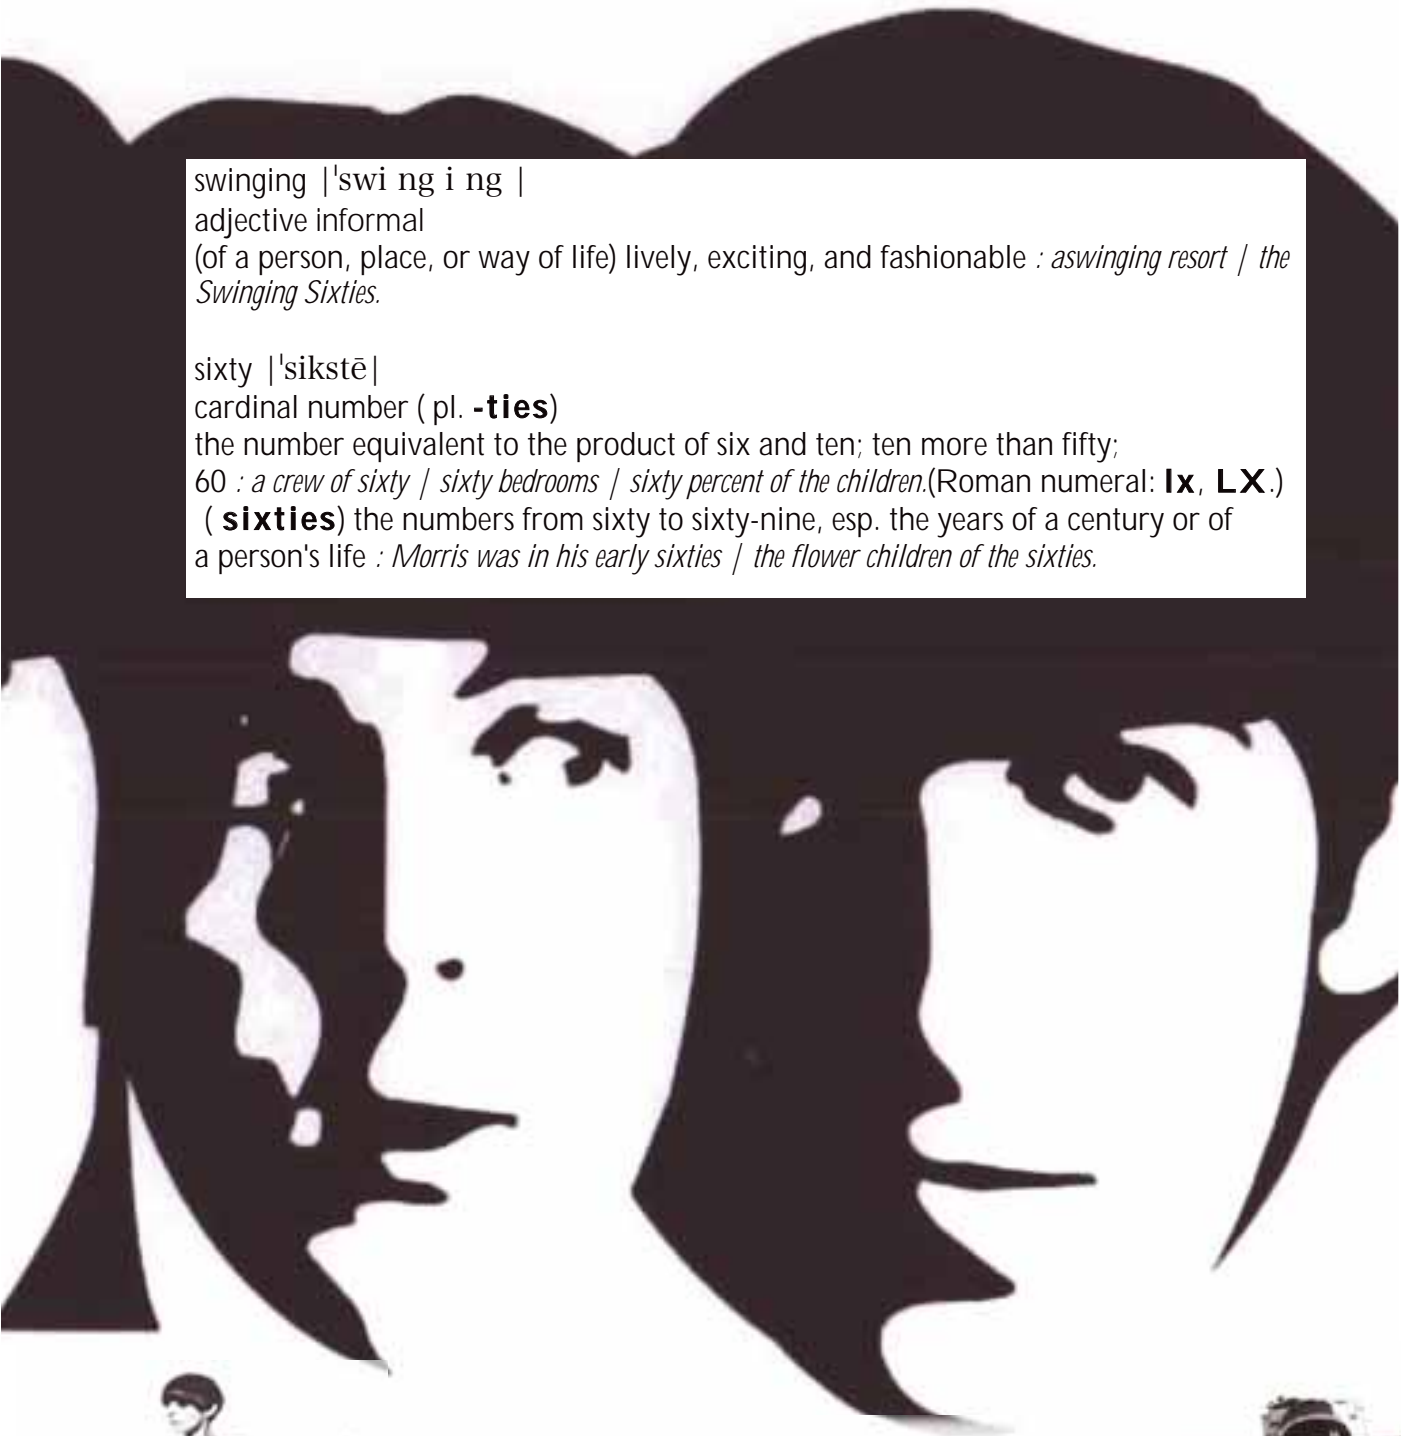 swinging |ˈswi ng i ng |
adjective informal
(of a person, place, or way of life) lively, exciting, and fashionable : aswinging resort | the
Swinging Sixties.
sixty |ˈsikstē|
cardinal number ( pl. -ties)
the number equivalent to the product of six and ten; ten more than fifty;
60 : a crew of sixty | sixty bedrooms | sixty percent of the children.(Roman numeral: lx, LX.)
( sixties) the numbers from sixty to sixty-nine, esp. the years of a century or of
a person's life : Morris was in his early sixties | the flower children of the sixties.